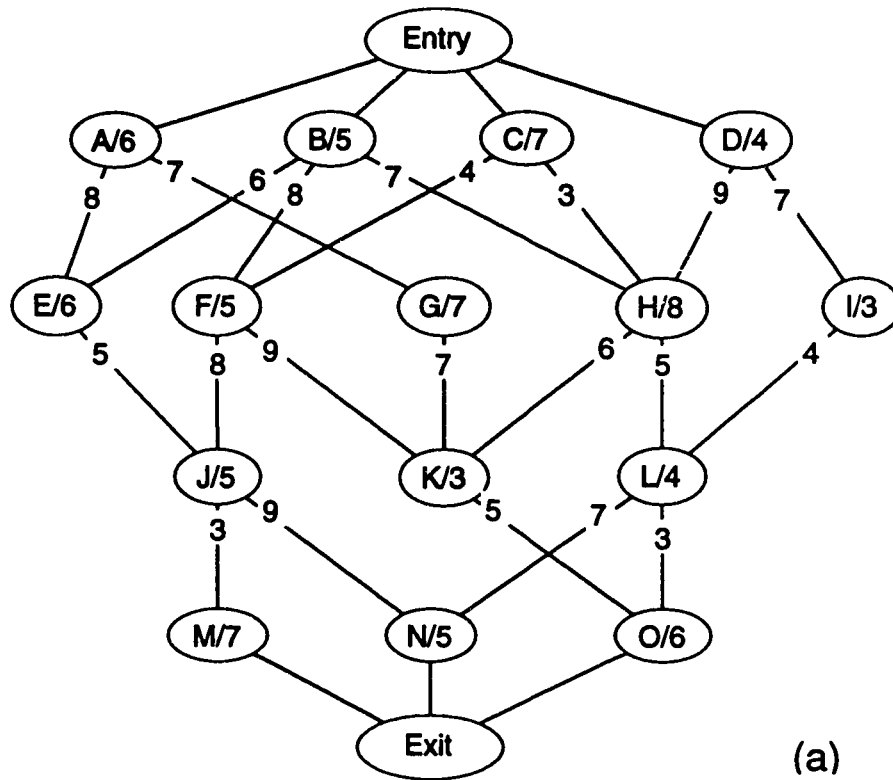 Entry
A/6 B/5 C/7 D/4
7 6 8 7 4 3 9 7
8
E/6 F/5 G/7 H/8 I/3
5 8 9 7 6 5 4
J/5 K/3 L/4
3 9 5 7 3
M/7 N/5 O/6
Exit
(a)